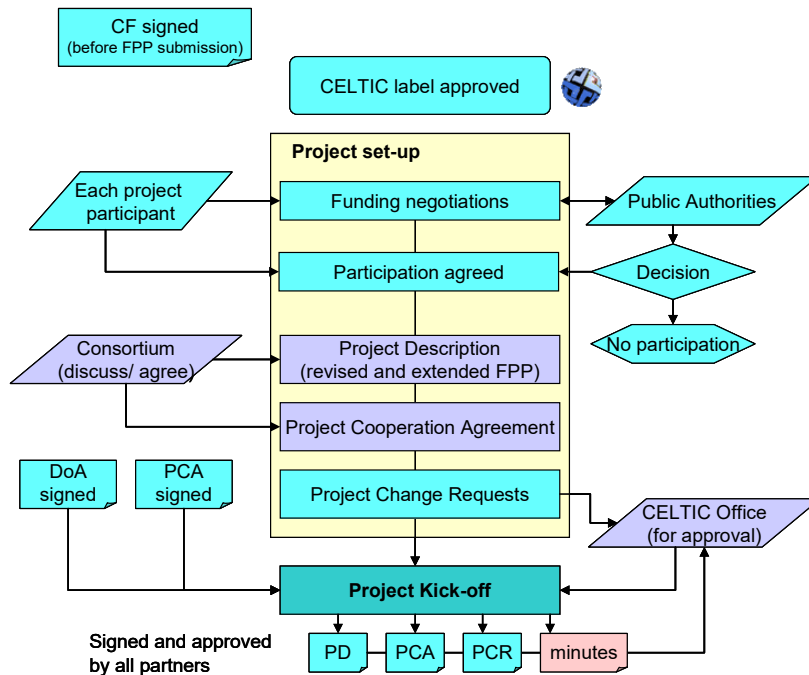 CF signed
(before FPP submission)
CELTIC label approved
Project set-up
Each project
participant
Funding negotiations
Public Authorities
Participation agreed
Decision
Consortium
(discuss/ agree)
Project Description
(revised and extended FPP)
No participation
Project Cooperation Agreement
DoA
signed
PCA
signed
Project Change Requests
CELTIC Office
(for approval)
Project Kick-off
Signed and approved
by all partners
PD
PCA
PCR
minutes